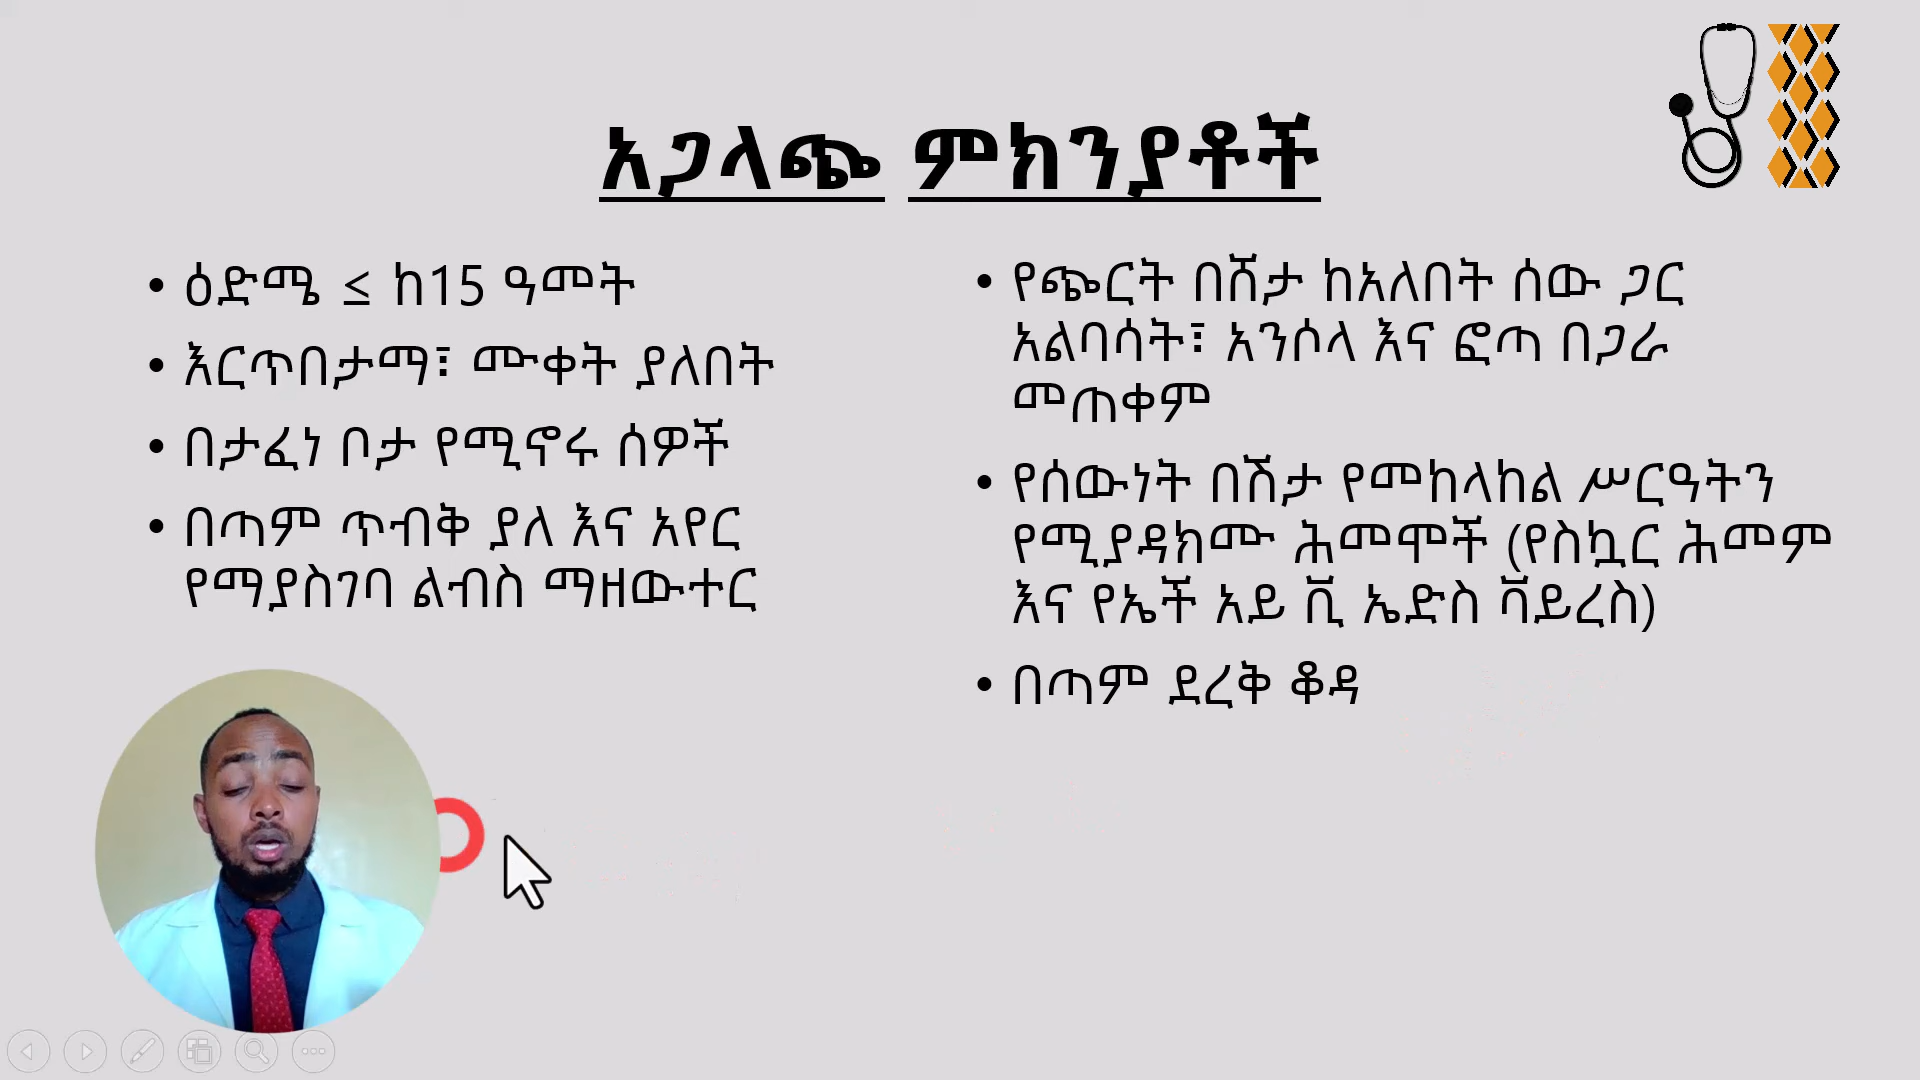 አጋላጭ ምክንያቶች
• ዕድሜ ≤ ከ15 ዓመት
• እርጥበታማ፣ ሙቀት ያለበት
• በታፈነ ቦታ የሚኖሩ ሰዎች
• በጣም ጥብቅ ያለ እና አየር
የማያስገባ ልብስ ማዘውተር
• የጭርት በሽታ ከአለበት ሰው ጋር
አልባሳት፣ አንሶላ እና ፎጣ በጋራ
መጠቀም
• የሰውነት በሽታ የመከላከል ሥርዓትን
የሚያዳክሙ ሕመሞች (የስኳር ሕመም
እና የኤች አይ ቪ ኤድስ ቫይረስ)
• በጣም ደረቅ ቆዳ